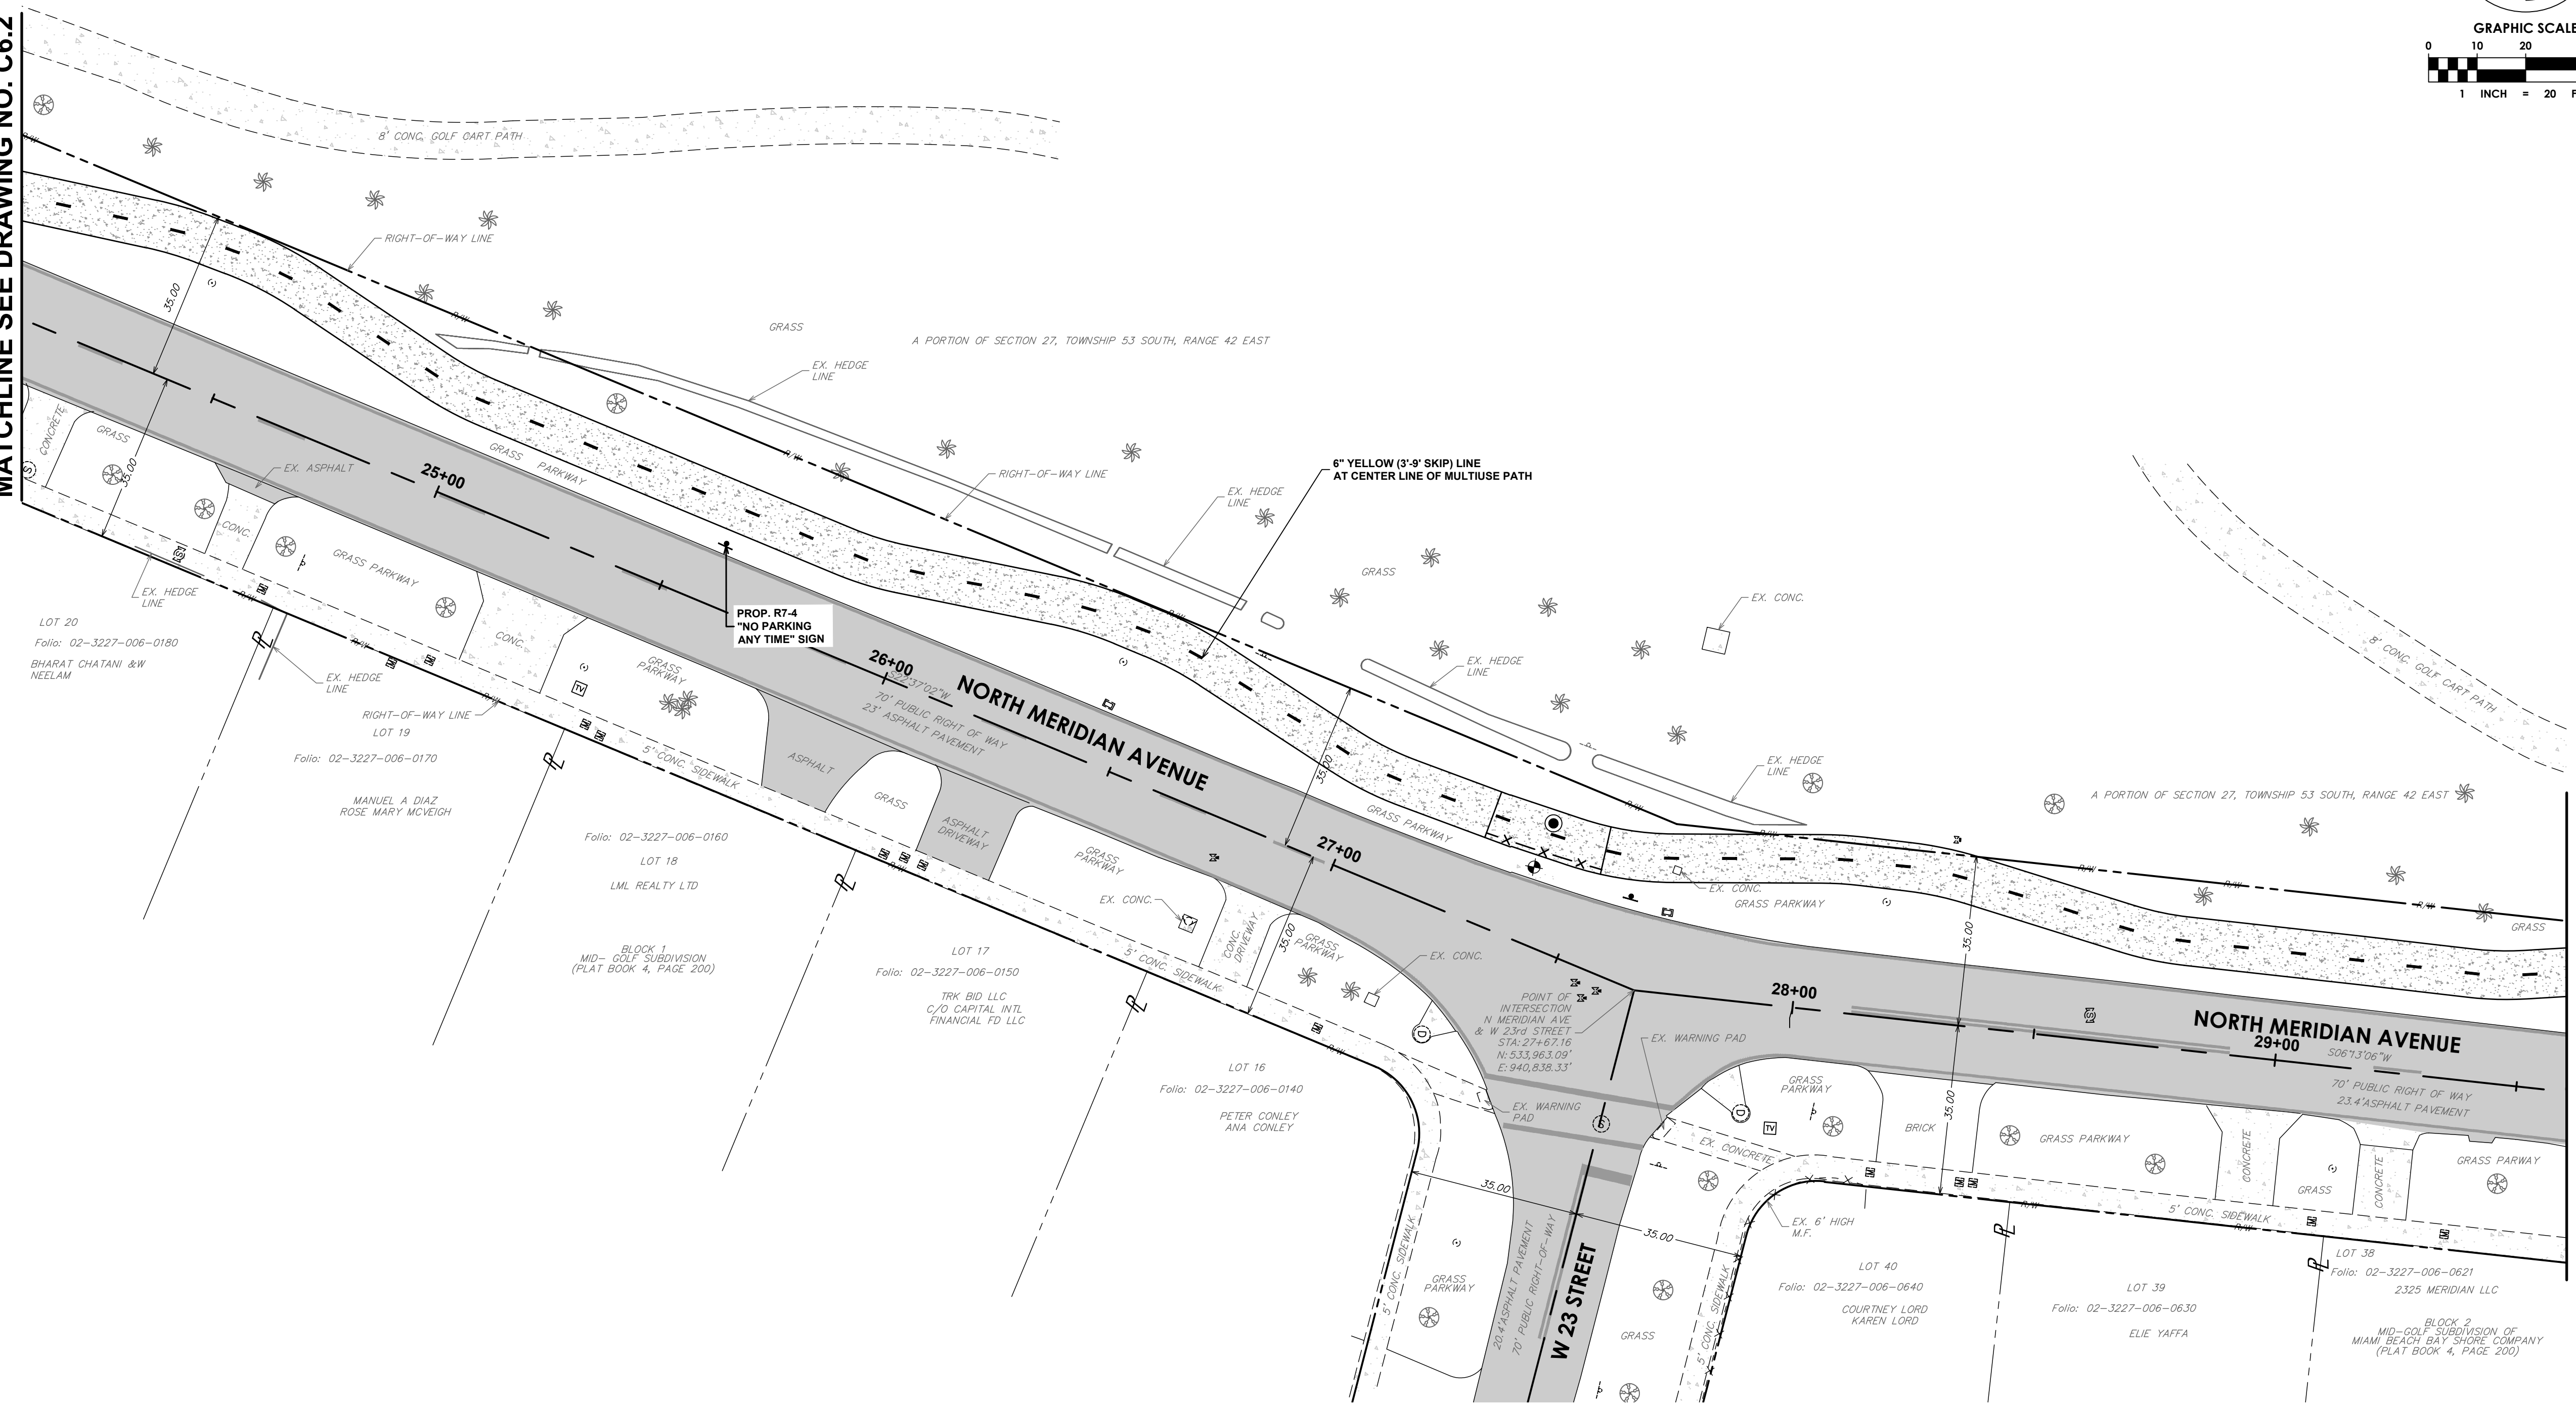 MATCHLINE SEE DRAWING NO. C6.2
GRAPHIC SCALE
0 10 20
1 INCH = 20 F
8' CONC. GOLF CART PATH
R/W
RIGHT-OF-WAY LINE
35.00
R/W
GRASS
A PORTION OF SECTION 27, TOWNSHIP 53 SOUTH, RANGE 42 EAST
EX. HEDGE
LINE
CONCRETE
GRASS
35.00
EX. ASPHALT
25+00
GRASS PARKWAY
R/W
RIGHT-OF-WAY LINE
6" YELLOW (3'-9' SKIP) LINE
AT CENTER LINE OF MULTIUSE PATH
EX. HEDGE
LINE
S
CONC.
GRASS PARKWAY
EX. HEDGE
LINE
R/W
PROP. R7-4
"NO PARKING
ANY TIME" SIGN
GRASS
R/W
EX. CONC.
LOT 20
Folio: 02-3227-006-0180
BHARAT CHATANI &W
NEELAM
EX. HEDGE
LINE
R/W
CONC.
GRASS
PARKWAY
TV
26+00
S22°37'02"W
70' PUBLIC RIGHT OF WAY
23' ASPHALT PAVEMENT
NORTH MERIDIAN AVENUE
EX. HEDGE
LINE
8' CONC. GOLF CART PATH
RIGHT-OF-WAY LINE
R/W
LOT 19
Folio: 02-3227-006-0170
MANUEL A DIAZ
ROSE MARY MCVEIGH
5' CONC. SIDEWALK
ASPHALT
GRASS
ASPHALT
DRIVEWAY
35.00
EX. HEDGE
LINE
R/W
A PORTION OF SECTION 27, TOWNSHIP 53 SOUTH, RANGE 42 EAST
Folio: 02-3227-006-0160
LOT 18
LML REALTY LTD
R/W
GRASS
PARKWAY
27+00
GRASS PARKWAY
R/W
R/W
R/W
R/W
EX. CONC.
GRASS PARKWAY
GRASS
EX. CONC.
CONC.
DRIVEWAY
35.00
GRASS
PARKWAY
EX. CONC.
35.00
BLOCK 1
MID- GOLF SUBDIVISION
(PLAT BOOK 4, PAGE 200)
LOT 17
Folio: 02-3227-006-0150
TRK BID LLC
C/O CAPITAL INTL
FINANCIAL FD LLC
5' CONC. SIDEWALK
R/W
D
POINT OF
INTERSECTION
N MERIDIAN AVE
& W 23rd STREET
STA: 27+67.16
N: 533,963.09'
E: 940,838.33'
28+00
NORTH MERIDIAN AVENUE
29+00
S06°13'06"W
70' PUBLIC RIGHT OF WAY
23.4'ASPHALT PAVEMENT
EX. WARNING PAD
LOT 16
Folio: 02-3227-006-0140
PETER CONLEY
ANA CONLEY
EX. WARNING
PAD
S
D
TV
GRASS
PARKWAY
35.00
BRICK
GRASS PARKWAY
CONCRETE
GRASS
CONCRETE
GRASS PARWAY
EX. CONCRETE
35.00
35.00
5' CONC. SIDEWALK
GRASS
PARKWAY
20.4'ASPHALT PAVEMENT
70' PUBLIC RIGHT-OF-WAY
W 23 STREET
GRASS
5' CONC. SIDEWALK
EX. 6' HIGH
M.F.
R/W
5' CONC. SIDEWALK
R/W
LOT 40
Folio: 02-3227-006-0640
COURTNEY LORD
KAREN LORD
LOT 39
Folio: 02-3227-006-0630
ELIE YAFFA
LOT 38
Folio: 02-3227-006-0621
2325 MERIDIAN LLC
BLOCK 2
MID-GOLF SUBDIVISION OF
MIAMI BEACH BAY SHORE COMPANY
(PLAT BOOK 4, PAGE 200)